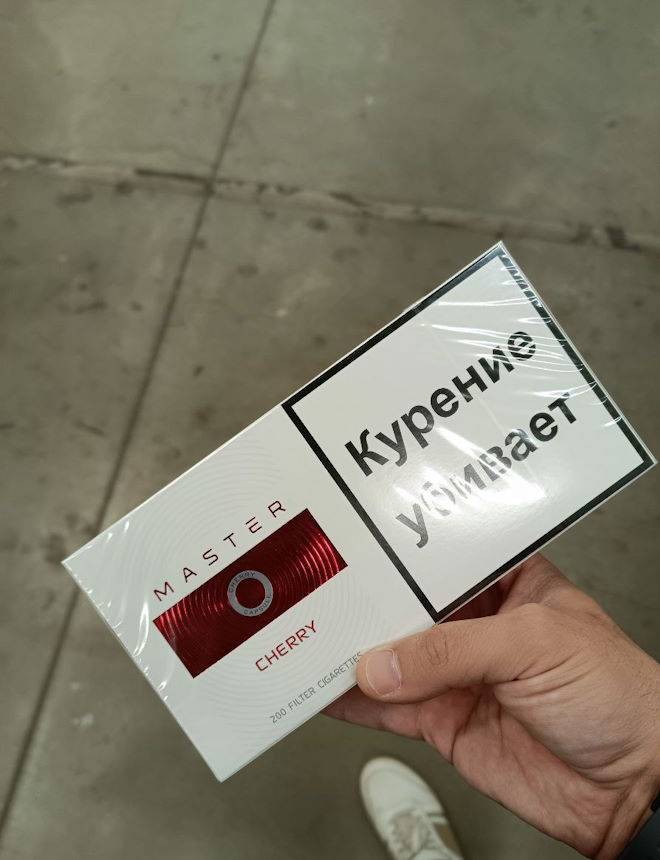 Курение
убивает
MASTER
CHERRY
CAPSULE
CHERRY
200 FILTER CIGARETTES